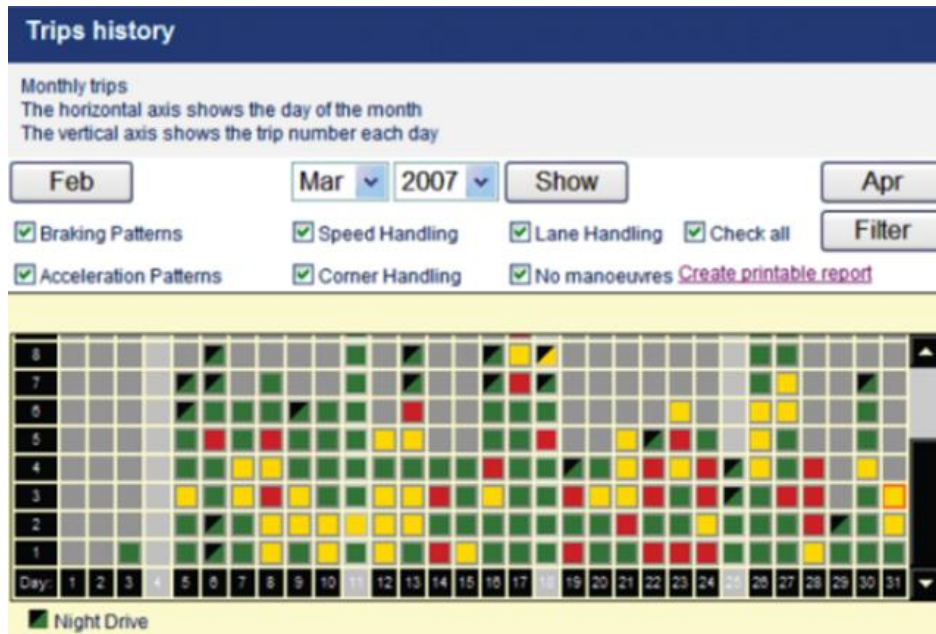 Trips history
Monthly trips
The horizontal axis shows the day of the month
The vertical axis shows the trip number each day
Feb Mar 2007 Show Apr
Braking Patterns Speed Handling Lane Handling Check all Filter
Acceleration Patterns Corner Handling No manoeuvres Create printable report
8
7
6
5
4
3
2
1
Day: 1 2 3 4 5 6 7 8 9 10 11 12 13 14 15 16 17 18 19 20 21 22 23 24 25 26 27 28 29 30 31
Night Drive